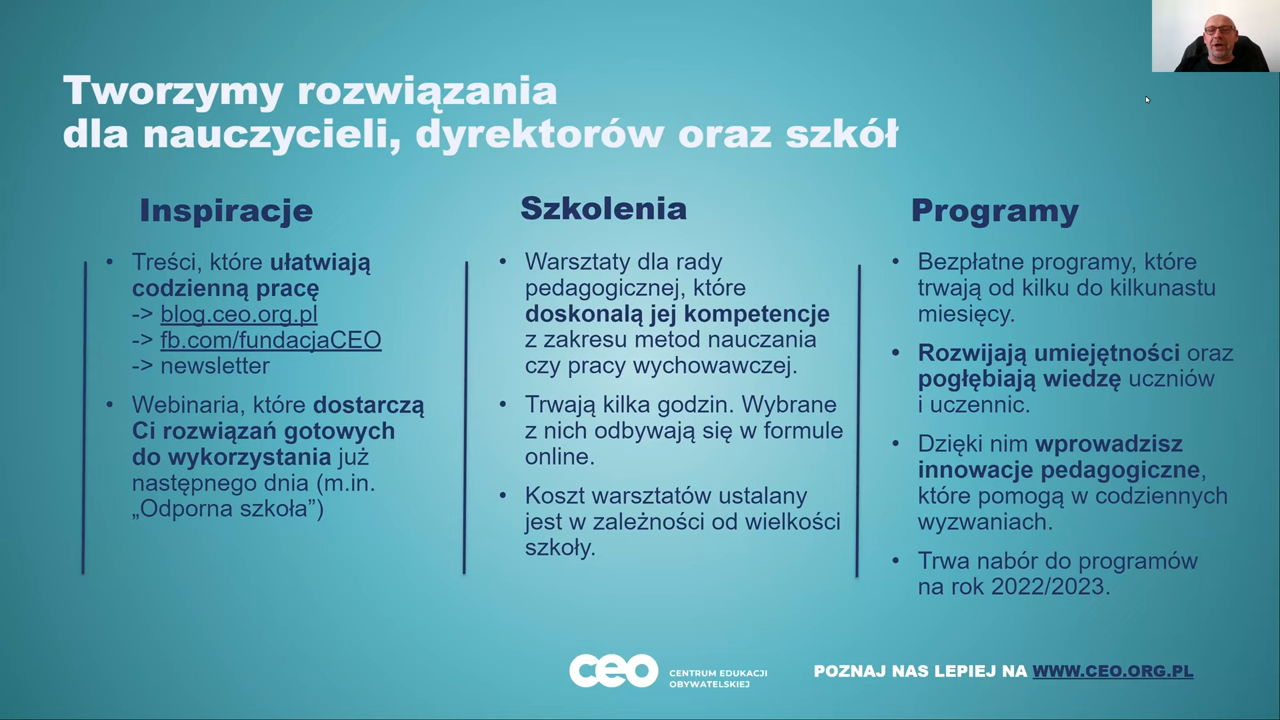 Tworzymy rozwiązania
dla nauczycieli, dyrektorów oraz szkół
Inspiracje
• Treści, które ułatwiają
codzienną pracę
-> blog.ceo.org.pl
-> fb.com/fundacjaCEO
-> newsletter
• Webinaria, które dostarczą
Ci rozwiązań gotowych
do wykorzystania już
następnego dnia (m.in.
„Odporna szkoła”)
Szkolenia
• Warsztaty dla rady
pedagogicznej, które
doskonalą jej kompetencje
z zakresu metod nauczania
czy pracy wychowawczej.
• Trwają kilka godzin. Wybrane
z nich odbywają się w formule
online.
• Koszt warsztatów ustalany
jest w zależności od wielkości
szkoły.
Programy
• Bezpłatne programy, które
trwają od kilku do kilkunastu
miesięcy.
• Rozwijają umiejętności oraz
pogłębiają wiedzę uczniów
i uczennic.
• Dzięki nim wprowadzisz
innowacje pedagogiczne,
które pomogą w codziennych
wyzwaniach.
• Trwa nabór do programów
na rok 2022/2023.
ceo CENTRUM EDUKACJI
OBYWATELSKIEJ
POZNAJ NAS LEPIEJ NA WWW.CEO.ORG.PL